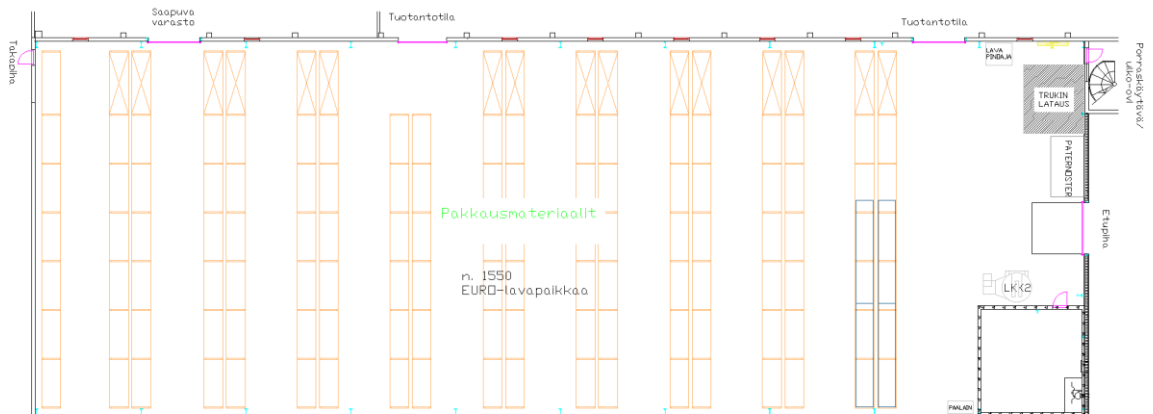 Saapuva
varasto
Tuotantotila
Tuotantotila
Takapiha
LAVA
PINOAJA
TRUKIN
LATAUS
Porraskäytävä/
ulko-ovi
PATERNOSTER
Pakkausmateriaalit
Etupiha
n. 1550
EURO-lavapaikkaa
LKK2
PAALAIN